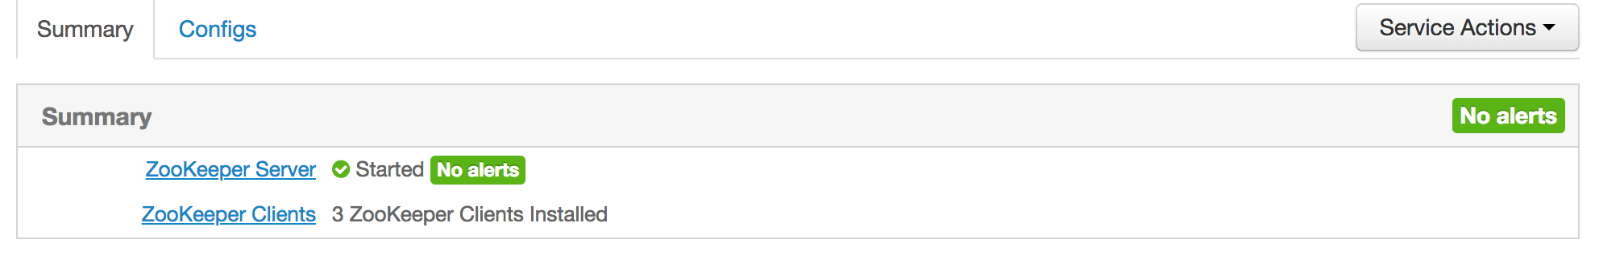 Summary Configs Service Actions
Summary No alerts
ZooKeeper Server Started No alerts
ZooKeeper Clients 3 ZooKeeper Clients Installed